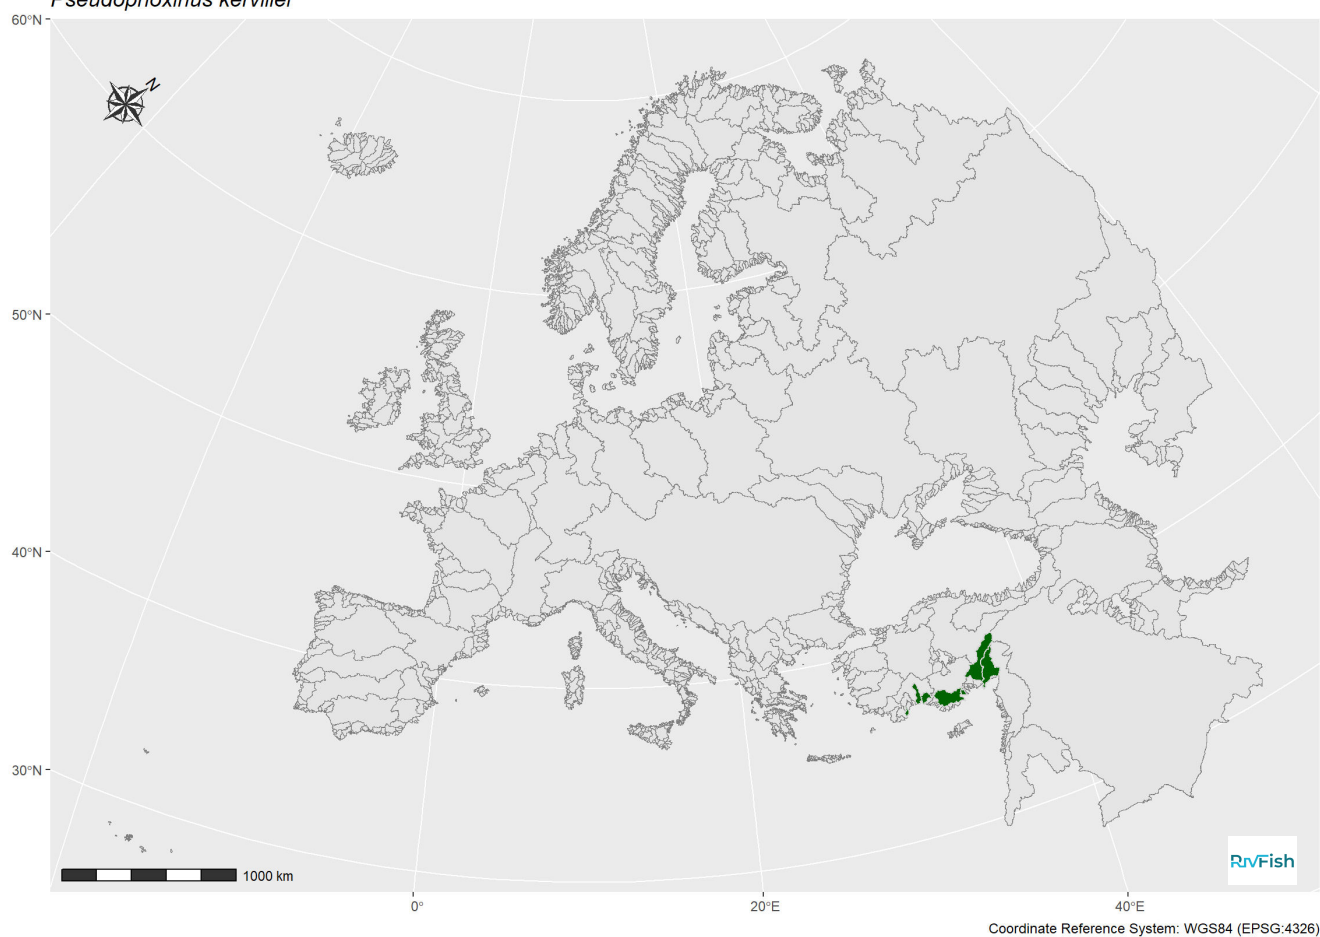 Pseudophoxinus kervillei
60°N
N
50°N
40°N
30°N
1000 km
RIVFish
0°
20°E
40°E
Coordinate Reference System: WGS84 (EPSG:4326)